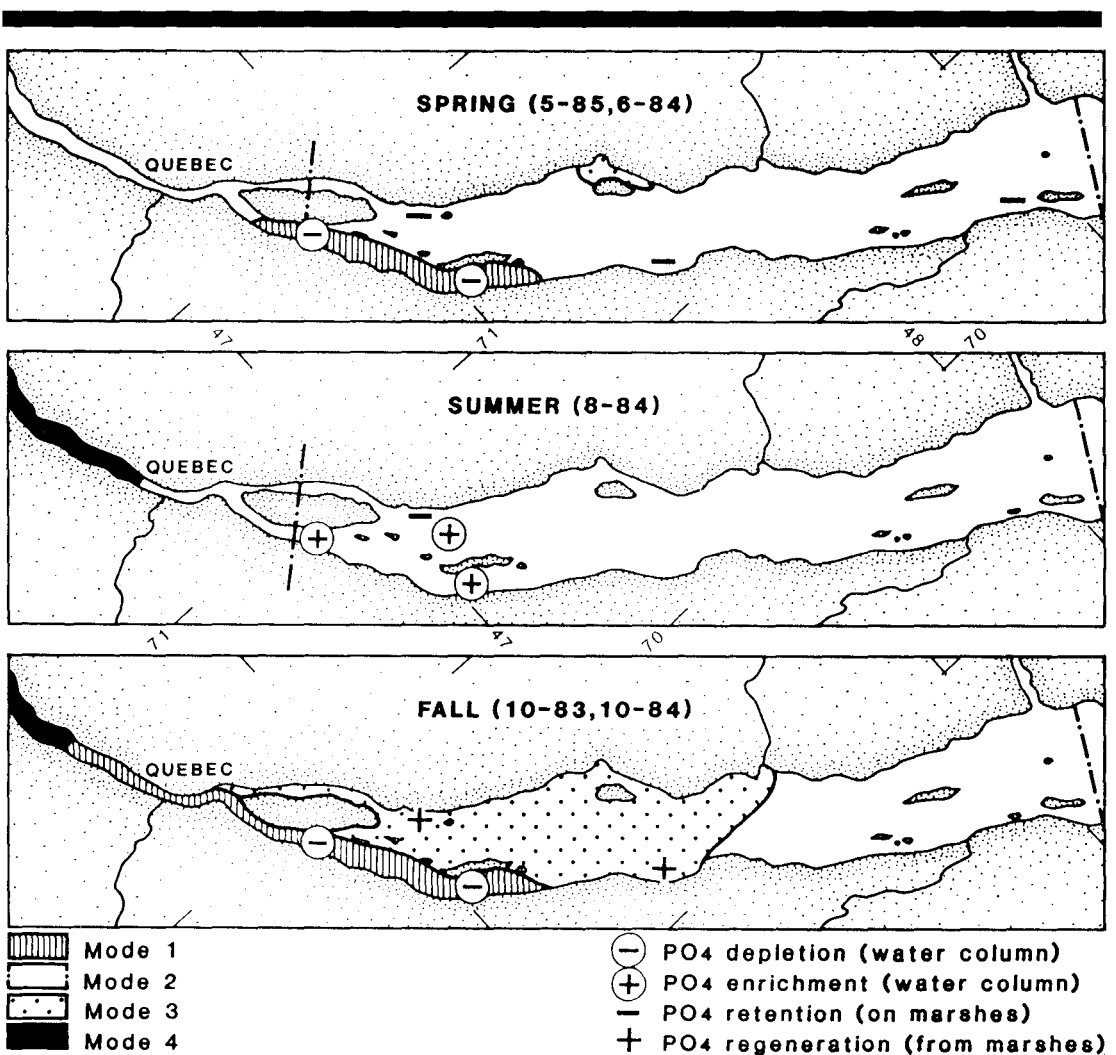 SPRING (5-85,6-84)
QUEBEC
47
71
48
70
SUMMER (8-84)
QUEBEC
71
47
70
FALL (10-83,10-84)
QUEBEC
Mode 1
Mode 2
Mode 3
Mode 4
PO4 depletion (water column)
PO4 enrichment (water column)
PO4 retention (on marshes)
PO4 regeneration (from marshes)